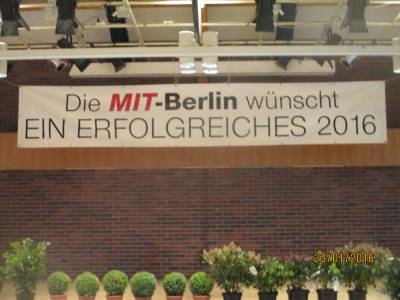 Die MIT-Berlin wünscht
EIN ERFOLGREICHES 2016
23/01/2016